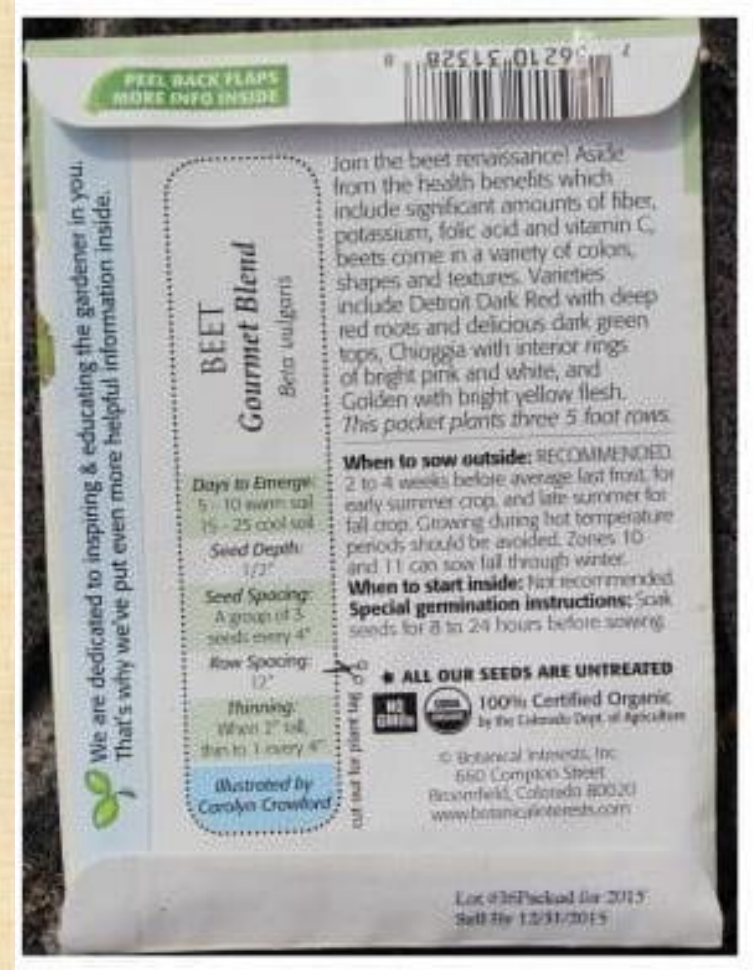 PEEL BACK FLAPS
MORE INFO INSIDE
We are dedicated to inspiring & educating the gardener in you.
That's why we've put even more helpful information inside.
BEET
Gourmet Blend
Beta vulgaris
Days to Emerge:
5 - 10 warm soil
15 - 25 cool soil
Seed Depth:
1/2"
Seed Spacing:
A group of 3
seeds every 4"
Row Spacing:
12"
Thinning:
When 2" tall,
thin to 1 every 4"
Illustrated by
Carolyn Crawford
cut out for plant tag
Join the beet renaissance! Aside
from the health benefits which
include significant amounts of fiber,
potassium, folic acid and vitamin C,
beets come in a variety of colors,
shapes and textures. Varieties
include Detroit Dark Red with deep
red roots and delicious dark green
tops, Chioggia with interior rings
of bright pink and white, and
Golden with bright yellow flesh.
This packet plants three 5 foot rows.
When to sow outside: RECOMMENDED.
2 to 4 weeks before average last frost, for
early summer crop, and late summer for
fall crop. Growing during hot temperature
periods should be avoided. Zones 10
and 11 can sow fall through winter.
When to start inside: Not recommended.
Special germination instructions: Soak
seeds for 8 to 24 hours before sowing.
ALL OUR SEEDS ARE UNTREATED
USDA
ORGANIC
100% Certified Organic
by the Colorado Dept. of Agriculture
© Botanical Interests, Inc.
660 Compton Street
Broomfield, Colorado 80020
www.botanicalinterests.com
Lot #36Packed for 2015
Sell By 12/31/2015